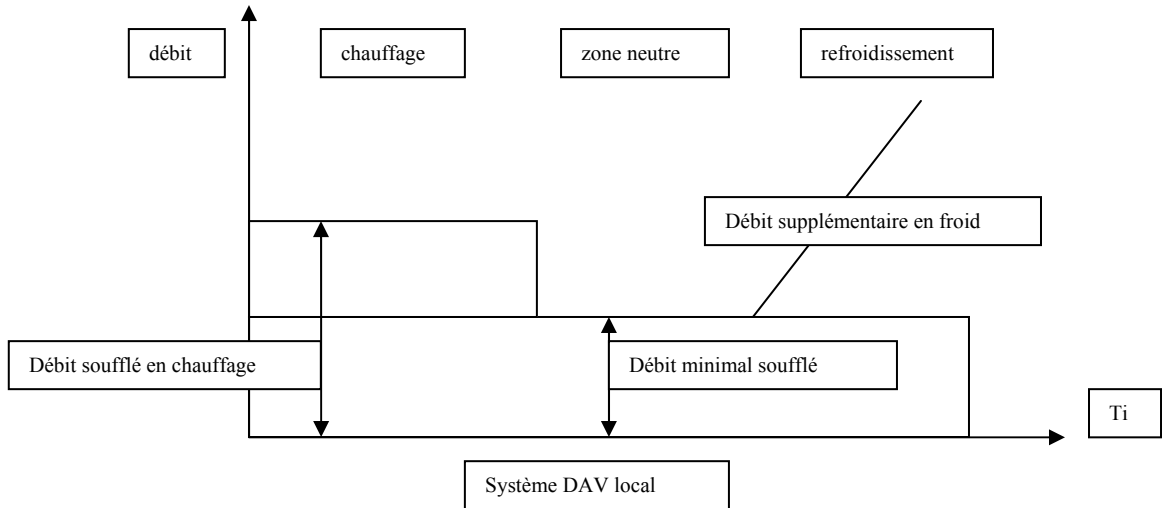 débit
chauffage
zone neutre
refroidissement
Débit supplémentaire en froid
Débit soufflé en chauffage
Débit minimal soufflé
Ti
Système DAV local